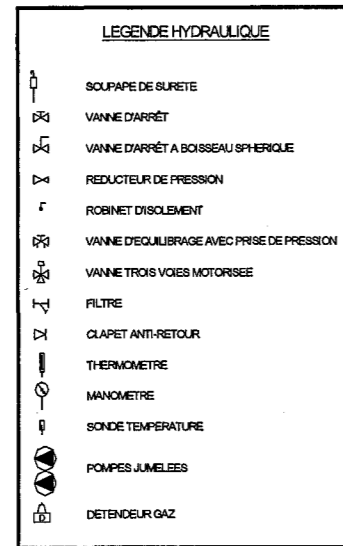 LEGENDE HYDRAULIQUE
SOUPAPE DE SURETE
VANNE D'ARRÊT
VANNE D'ARRÊT A BOISSEAU SPHERIQUE
REDUCTEUR DE PRESSION
ROBINET D'ISOLEMENT
VANNE D'EQUILIBRAGE AVEC PRISE DE PRESSION
VANNE TROIS VOIES MOTORISEE
FILTRE
CLAPET ANTI-RETOUR
THERMOMETRE
MANOMETRE
SONDE TEMPERATURE
POMPES JUMELEES
D DETENDEUR GAZ